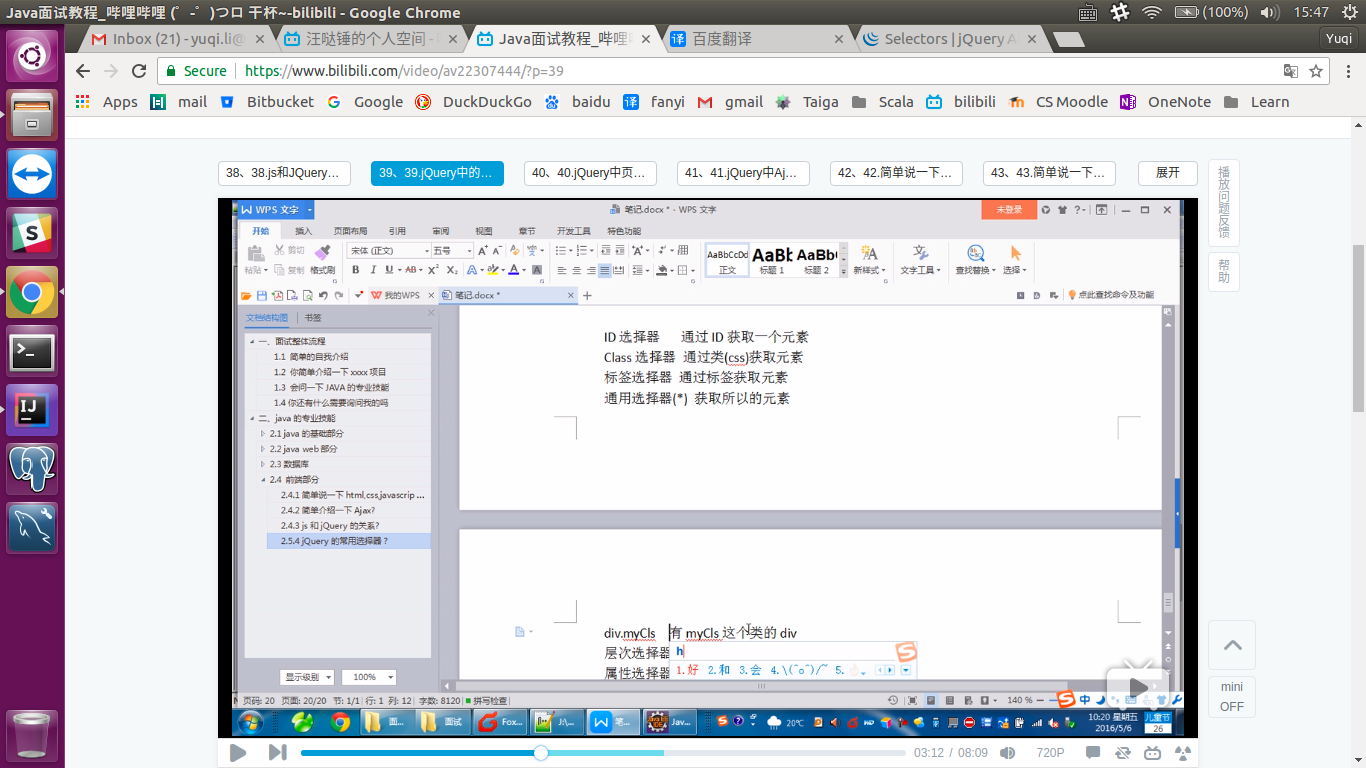 Java面试教程_哔哩哔哩 (゜-゜)つロ 干杯~-bilibili - Google Chrome
(100%)
15:47
Inbox (21) - yuqi.li@
汪哒锤的个人空间 -
Java面试教程_哔哩
百度翻译
Selectors | jQuery A
Yuqi
Secure
https://www.bilibili.com/video/av22307444/?p=39
Apps
mail
Bitbucket
Google
DuckDuckGo
baidu
fanyi
gmail
Taiga
Scala
bilibili
CS Moodle
OneNote
Learn
38、38.js和JQuery…
39、39.jQuery中的…
40、40.jQuery中页…
41、41.jQuery中Aj…
42、42.简单说一下…
43、43.简单说一下…
展开
播放问题反馈
帮助
WPS 文字
笔记.docx * - WPS 文字
未登录
开始
插入
页面布局
引用
审阅
视图
章节
开发工具
特色功能
粘贴
剪切
复制
格式刷
宋体 (正文)
五号
AaBbCcDd
正文
AaBb
标题 1
AaBb(
标题 2
新样式
文字工具
查找替换
选择
我的WPS
笔记.docx *
点此查找命令及功能
文档结构图
书签
一、面试整体流程
1.1 简单的自我介绍
1.2 你简单介绍一下 xxxx 项目
1.3 会问一下 JAVA 的专业技能
1.4 你还有什么需要询问我的吗
二、java 的专业技能
2.1 java 的基础部分
2.2 java web 部分
2.3 数据库
2.4 前端部分
2.4.1 简单说一下 html,css,javascrip ...
2.4.2 简单介绍一下 Ajax?
2.4.3 js 和 jQuery 的关系?
2.5.4 jQuery 的常用选择器？
显示级别
100%
ID 选择器 通过 ID 获取一个元素
Class 选择器 通过类(css)获取元素
标签选择器 通过标签获取元素
通用选择器(*) 获取所以的元素
div.myCls 有 myCls 这个类的 div
层次选择器
属性选择器
h
1.好 2.和 3.会 4.\(^o^)/~ 5.
页码: 20 页面: 20/20 节: 1/1 行: 1 列: 12 字数: 8120 拼写检查
140 %
中
面试
Fox...
J:\...
笔...
Jav...
20℃
10:20 星期五
2016/5/6
儿童节
26
03:12 / 08:09
720P
mini
OFF